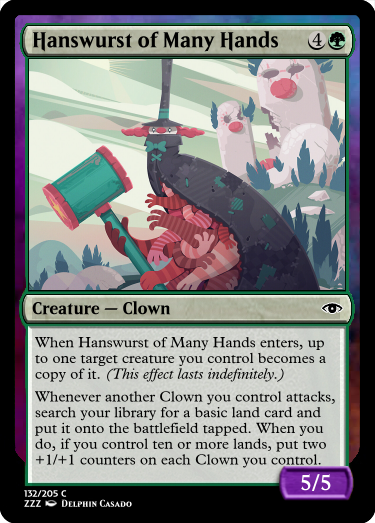 Hanswurst of Many Hands 4
Creature — Clown
When Hanswurst of Many Hands enters, up
to one target creature you control becomes a
copy of it. (This effect lasts indefinitely.)
Whenever another Clown you control attacks,
search your library for a basic land card and
put it onto the battlefield tapped. When you
do, if you control ten or more lands, put two
+1/+1 counters on each Clown you control.
5/5
132/205 C
ZZZ Delphin Casado